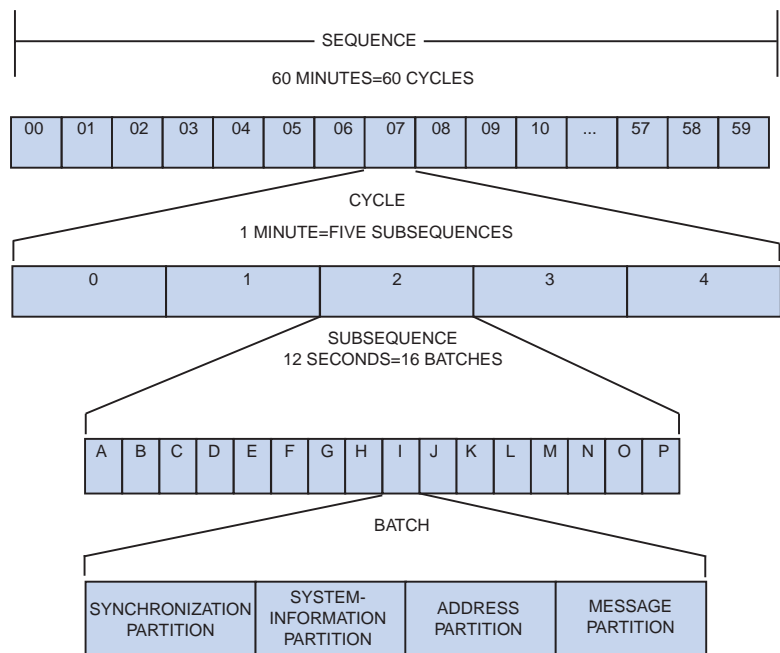 SEQUENCE
60 MINUTES=60 CYCLES
00 01 02 03 04 05 06 07 08 09 10 ... 57 58 59
CYCLE
1 MINUTE=FIVE SUBSEQUENCES
0 1 2 3 4
SUBSEQUENCE
12 SECONDS=16 BATCHES
A B C D E F G H I J K L M N O P
BATCH
SYNCHRONIZATION
PARTITION
SYSTEM-
INFORMATION
PARTITION
ADDRESS
PARTITION
MESSAGE
PARTITION